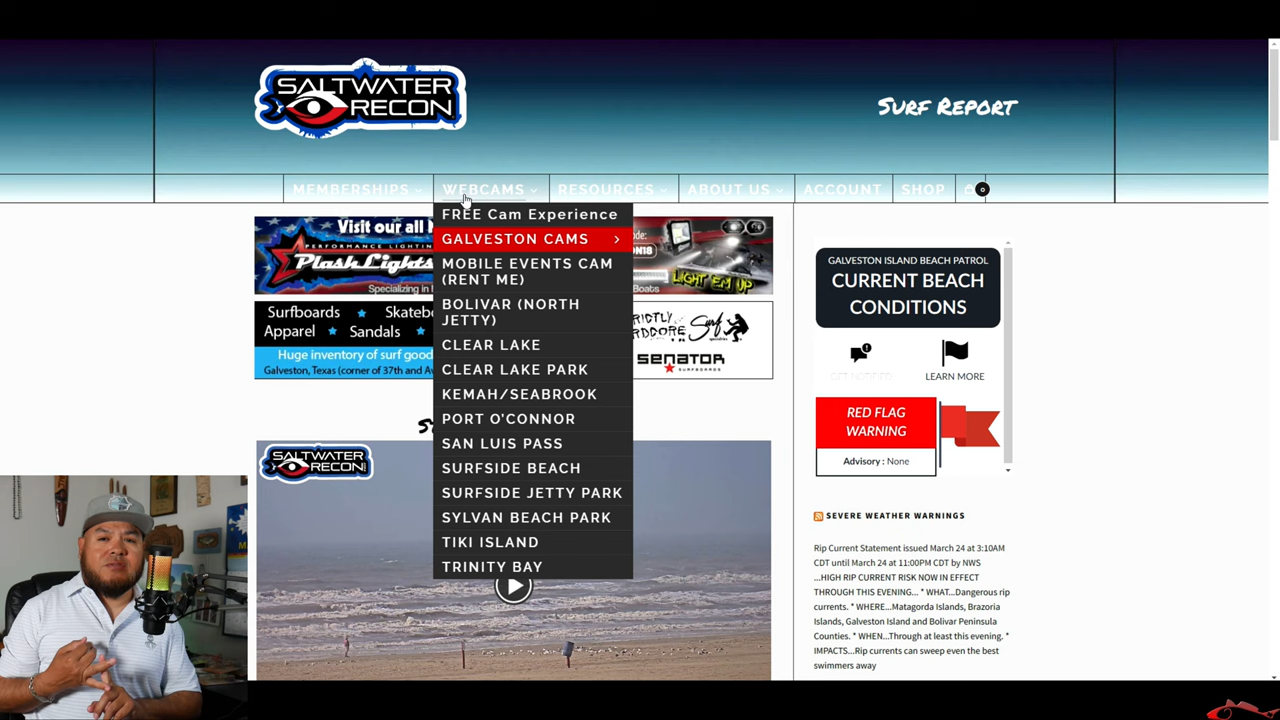 SALTWATER
RECON
SURF REPORT
MEMBERSHIPS
WEBCAMS
RESOURCES
ABOUT US
ACCOUNT
SHOP
0
FREE Cam Experience
GALVESTON CAMS
MOBILE EVENTS CAM
(RENT ME)
BOLIVAR (NORTH
JETTY)
CLEAR LAKE
CLEAR LAKE PARK
KEMAH/SEABROOK
PORT O'CONNOR
SAN LUIS PASS
SURFSIDE BEACH
SURFSIDE JETTY PARK
SYLVAN BEACH PARK
TIKI ISLAND
TRINITY BAY
Visit our all
PERFORMANCE LIGHTING
PlashLights
Specializing in
LIGHT EM UP
Boats
Surfboards
Apparel Sandals
Huge inventory of surf good
Galveston, Texas (corner of 37th and
Surf
SENATOR
SURFBOARDS
SALTWATER
RECON
GALVESTON ISLAND BEACH PATROL
CURRENT BEACH
CONDITIONS
GET NOTIFIED
LEARN MORE
RED FLAG
WARNING
Advisory : None
SEVERE WEATHER WARNINGS
Rip Current Statement issued March 24 at 3:10AM
CDT until March 24 at 11:00PM CDT by NWS
...HIGH RIP CURRENT RISK NOW IN EFFECT
THROUGH THIS EVENING... * WHAT...Dangerous rip
currents. * WHERE...Matagorda Islands, Brazoria
Islands, Galveston Island and Bolivar Peninsula
Counties. * WHEN...Through at least this evening. *
IMPACTS...Rip currents can sweep even the best
swimmers away